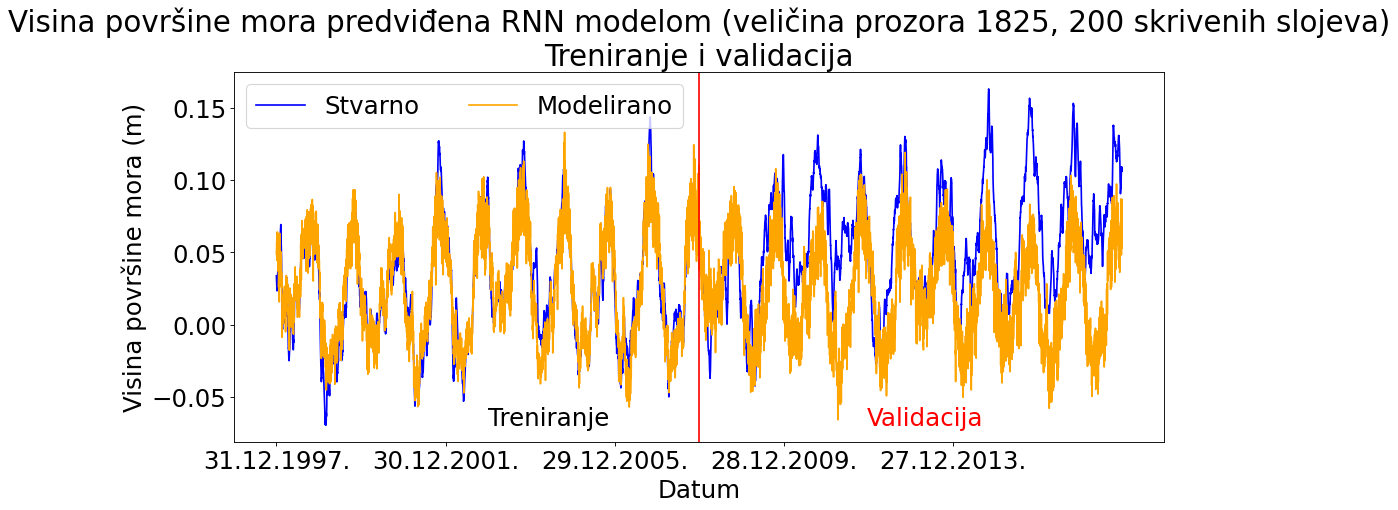 Visina površine mora predviđena RNN modelom (veličina prozora 1825, 200 skrivenih slojeva)
Treniranje i validacija
Stvarno Modelirano
Visina površine mora (m)
0.15
0.10
0.05
0.00
−0.05
Treniranje Validacija
31.12.1997. 30.12.2001. 29.12.2005. 28.12.2009. 27.12.2013.
Datum